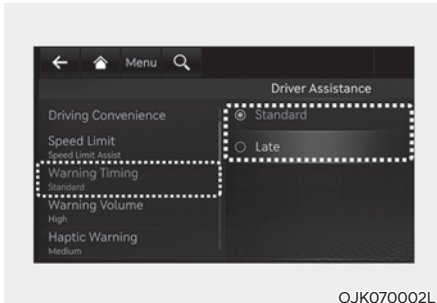 Menu
Driver Assistance
Driving Convenience
Speed Limit
Speed Limit Assist
Warning Timing
Standard
Warning Volume
High
Haptic Warning
Medium
Standard
Late
OJK070002L